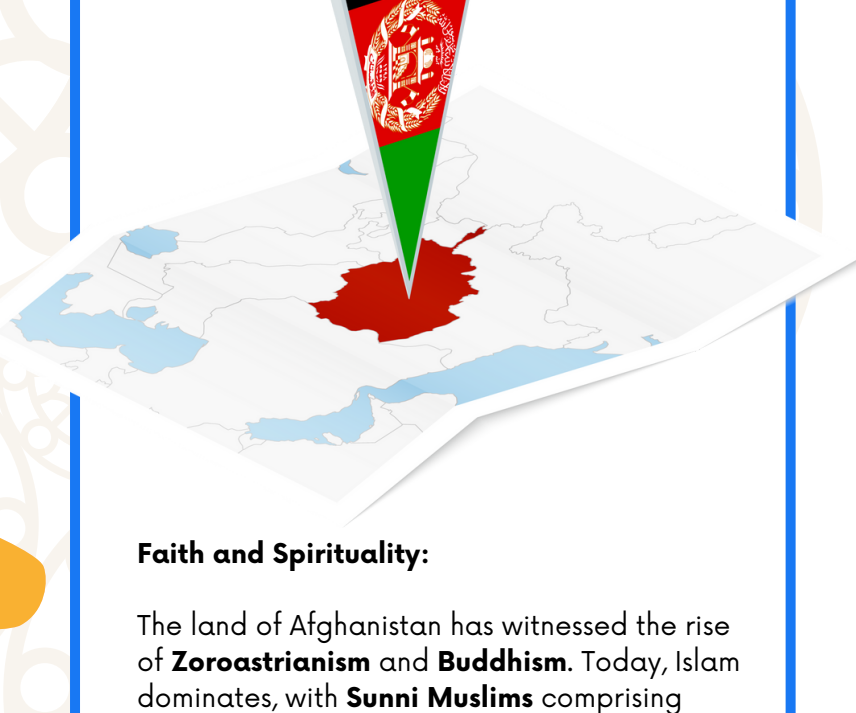 Faith and Spirituality:
The land of Afghanistan has witnessed the rise
of Zoroastrianism and Buddhism. Today, Islam
dominates, with Sunni Muslims comprising